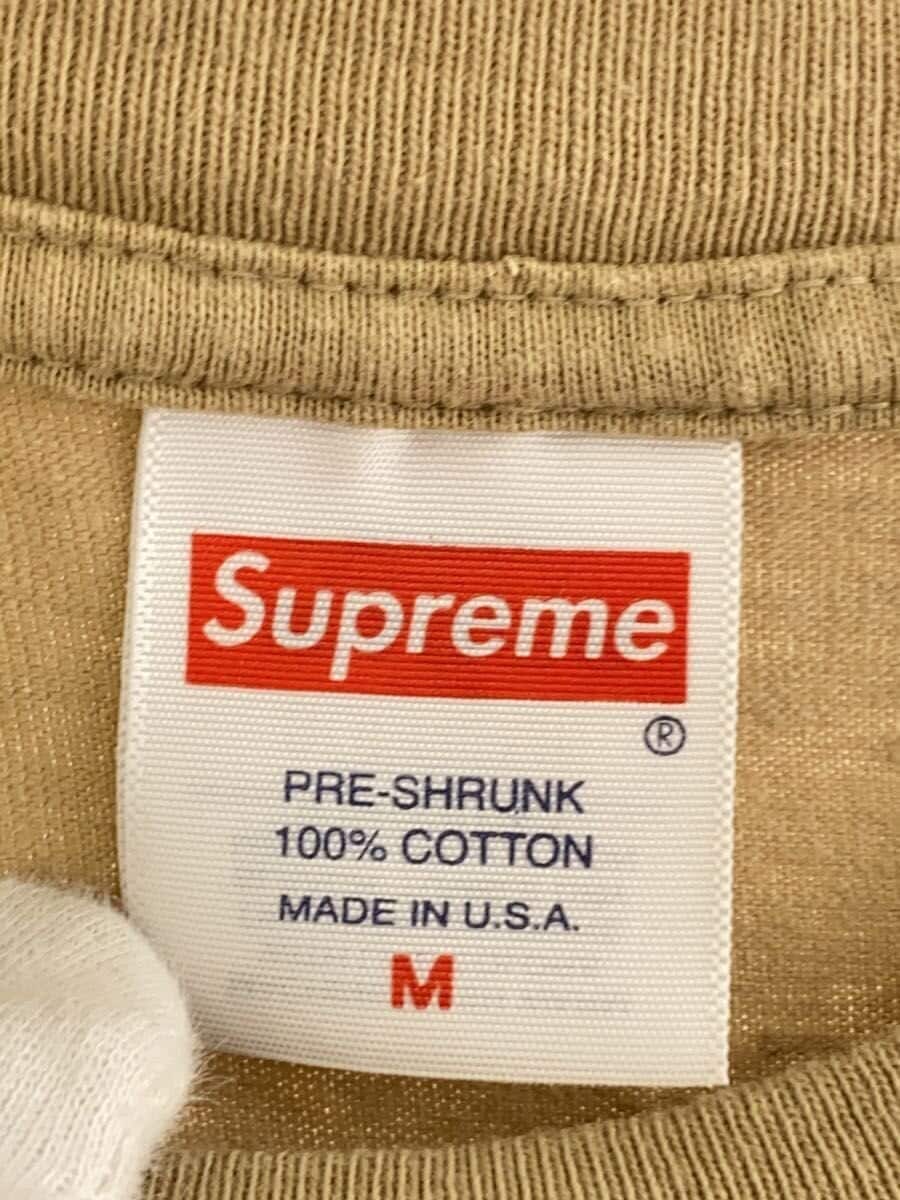 Supreme
®
PRE-SHRUNK
100% COTTON
MADE IN U.S.A.
M